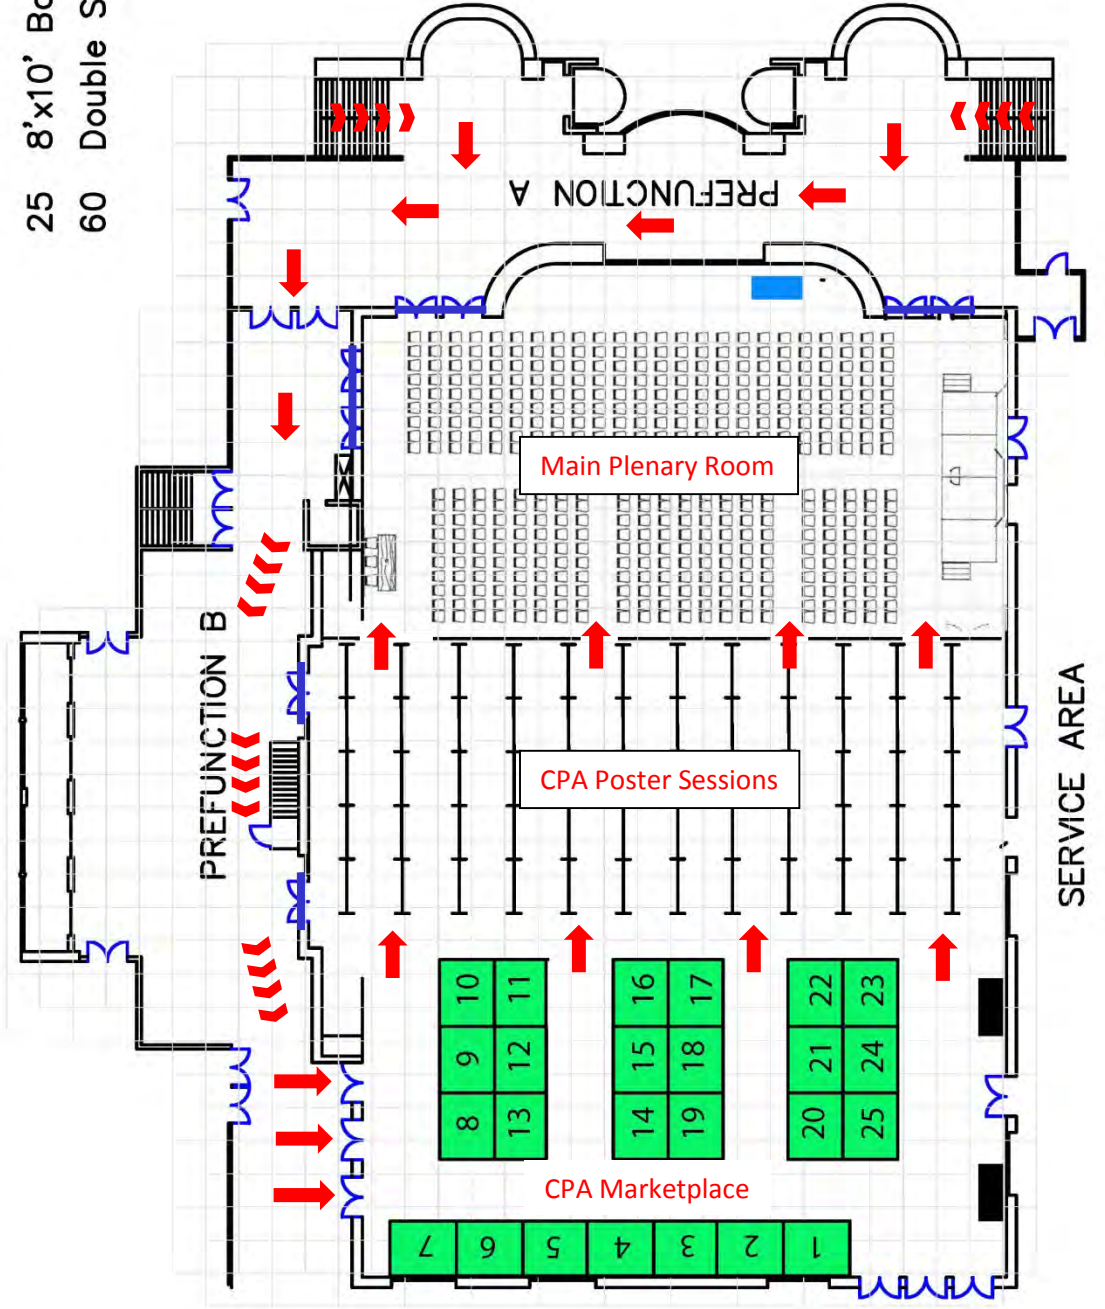 25 8'x10' Bo
60 Double S
PREFUNCTION A
Main Plenary Room
PREFUNCTION B
CPA Poster Sessions
SERVICE AREA
10 11 16 17 22 23
9 12 15 18 21 24
8 13 14 19 20 25
CPA Marketplace
7 6 5 4 3 2 1